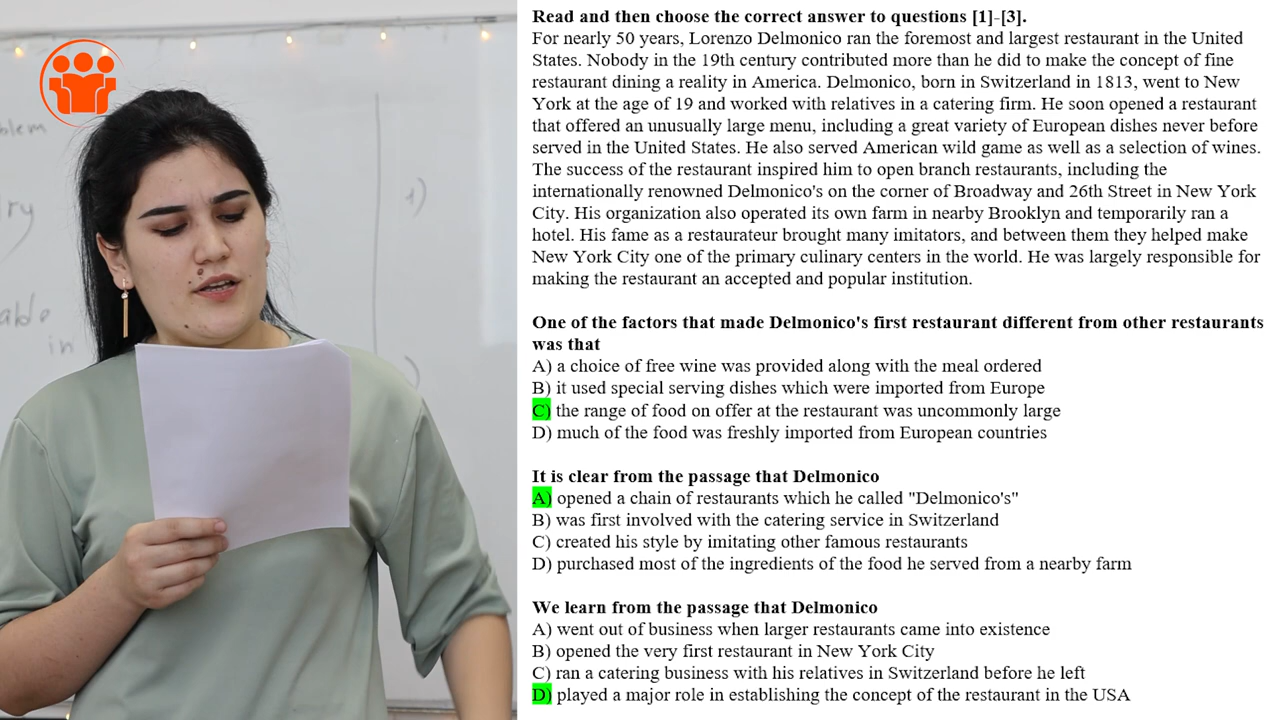 blem
ry
able
in
1)
Read and then choose the correct answer to questions [1]-[3].
For nearly 50 years, Lorenzo Delmonico ran the foremost and largest restaurant in the United
States. Nobody in the 19th century contributed more than he did to make the concept of fine
restaurant dining a reality in America. Delmonico, born in Switzerland in 1813, went to New
York at the age of 19 and worked with relatives in a catering firm. He soon opened a restaurant
that offered an unusually large menu, including a great variety of European dishes never before
served in the United States. He also served American wild game as well as a selection of wines.
The success of the restaurant inspired him to open branch restaurants, including the
internationally renowned Delmonico's on the corner of Broadway and 26th Street in New York
City. His organization also operated its own farm in nearby Brooklyn and temporarily ran a
hotel. His fame as a restaurateur brought many imitators, and between them they helped make
New York City one of the primary culinary centers in the world. He was largely responsible for
making the restaurant an accepted and popular institution.
One of the factors that made Delmonico's first restaurant different from other restaurants
was that
A) a choice of free wine was provided along with the meal ordered
B) it used special serving dishes which were imported from Europe
C) the range of food on offer at the restaurant was uncommonly large
D) much of the food was freshly imported from European countries
It is clear from the passage that Delmonico
A) opened a chain of restaurants which he called "Delmonico's"
B) was first involved with the catering service in Switzerland
C) created his style by imitating other famous restaurants
D) purchased most of the ingredients of the food he served from a nearby farm
We learn from the passage that Delmonico
A) went out of business when larger restaurants came into existence
B) opened the very first restaurant in New York City
C) ran a catering business with his relatives in Switzerland before he left
D) played a major role in establishing the concept of the restaurant in the USA